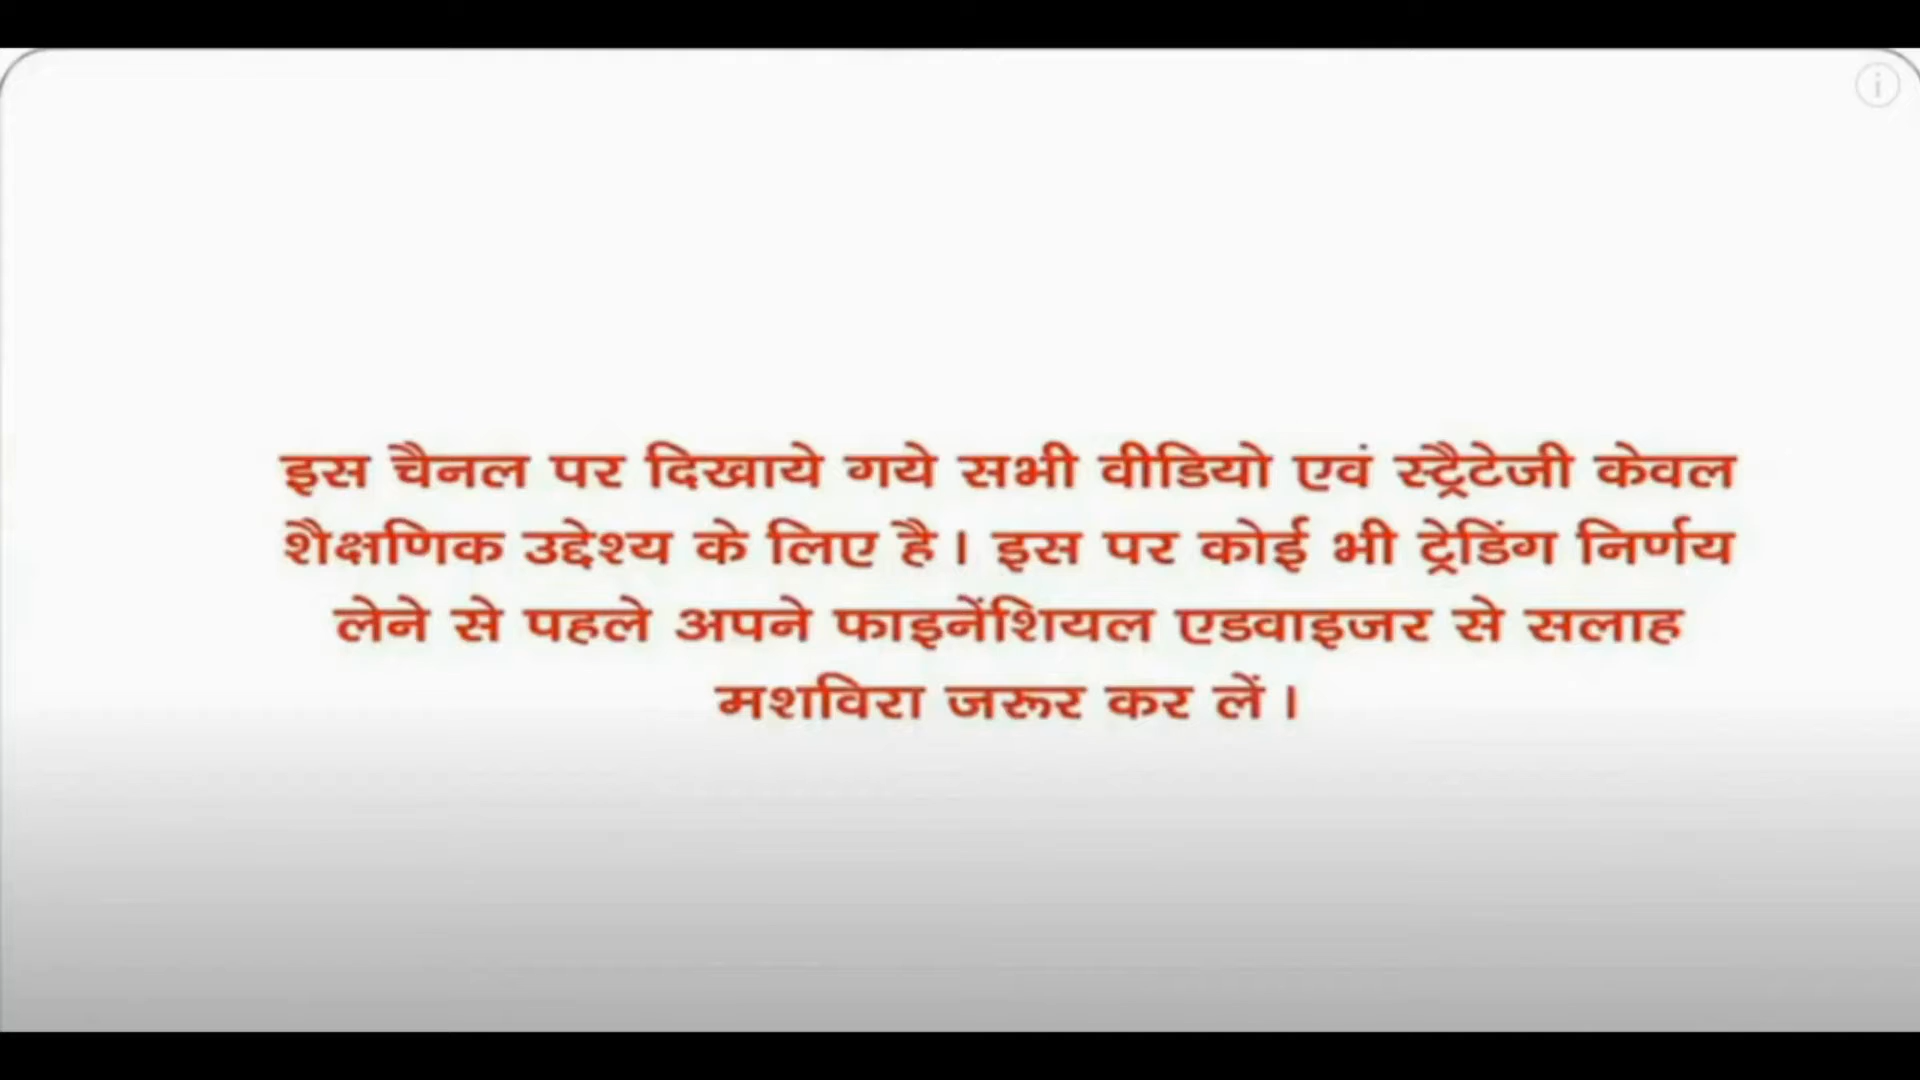 इस चैनल पर दिखाये गये सभी वीडियो एवं स्ट्रैटेजी केवल
शैक्षणिक उद्देश्य के लिए है। इस पर कोई भी ट्रेडिंग निर्णय
लेने से पहले अपने फाइनेंशियल एडवाइजर से सलाह
मशविरा जरूर कर लें।